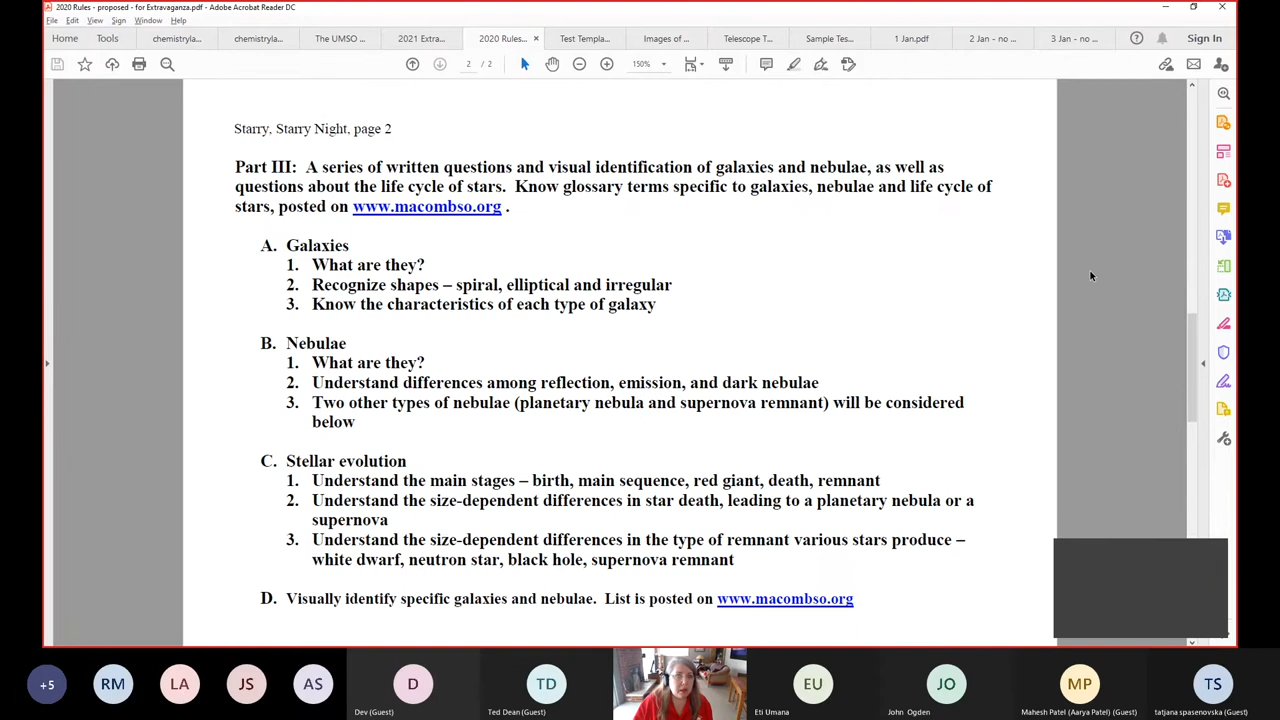 2020 Rules - proposed - for Extravaganza.pdf - Adobe Acrobat Reader DC
File Edit View Sign Window Help
Home Tools chemistryla... chemistryla... The UMSO ... 2021 Extra... 2020 Rules... Test Templa... Images of ... Telescope T... Sample Tes... 1 Jan.pdf 2 Jan - no ... 3 Jan - no ... Sign In
2 / 2 150%
Starry, Starry Night, page 2
Part III: A series of written questions and visual identification of galaxies and nebulae, as well as
questions about the life cycle of stars. Know glossary terms specific to galaxies, nebulae and life cycle of
stars, posted on www.macombso.org .
A. Galaxies
1. What are they?
2. Recognize shapes – spiral, elliptical and irregular
3. Know the characteristics of each type of galaxy
B. Nebulae
1. What are they?
2. Understand differences among reflection, emission, and dark nebulae
3. Two other types of nebulae (planetary nebula and supernova remnant) will be considered
below
C. Stellar evolution
1. Understand the main stages – birth, main sequence, red giant, death, remnant
2. Understand the size-dependent differences in star death, leading to a planetary nebula or a
supernova
3. Understand the size-dependent differences in the type of remnant various stars produce –
white dwarf, neutron star, black hole, supernova remnant
D. Visually identify specific galaxies and nebulae. List is posted on www.macombso.org
+5 RM LA JS AS D TD EU JO MP TS
Dev (Guest) Ted Dean (Guest) Eti Umana John Ogden Mahesh Patel (Aarya Patel) (Guest) tatjana spasenovska (Guest)